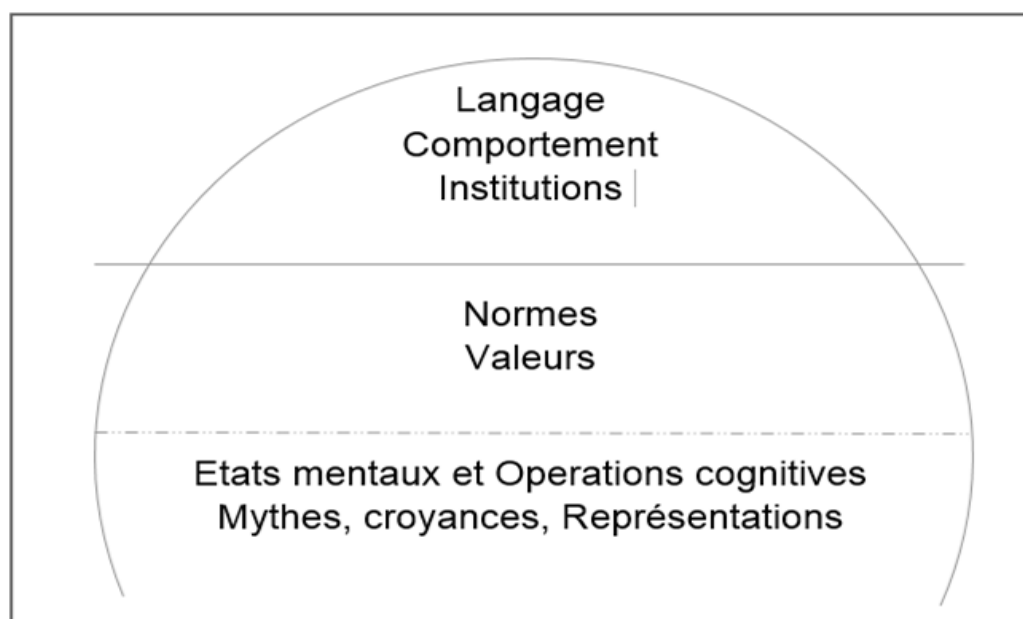 Langage
Comportement
Institutions
Normes
Valeurs
Etats mentaux et Operations cognitives
Mythes, croyances, Représentations